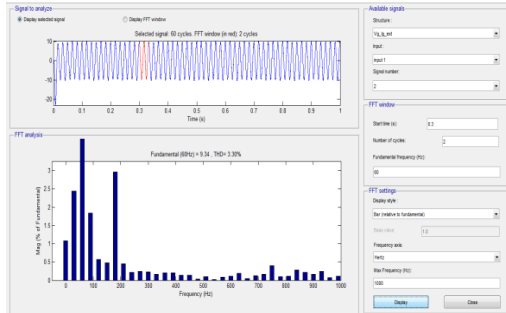 Signal to analyze
Display selected signal
Display FFT window
Selected signal: 60 cycles. FFT window (in red): 2 cycles
10
0
-10
-20
0 0.1 0.2 0.3 0.4 0.5 0.6 0.7 0.8 0.9 1
Time (s)
FFT analysis
Fundamental (60Hz) = 9.34 , THD= 3.30%
Mag (% of Fundamental)
3
2.5
2
1.5
1
0.5
0
0 100 200 300 400 500 600 700 800 900 1000
Frequency (Hz)
Available signals
Structure :
Vg_Ig_ext
Input :
input 1
Signal number:
2
FFT window
Start time (s):
0.3
Number of cycles:
2
Fundamental frequency (Hz):
60
FFT settings
Display style :
Bar (relative to fundamental)
Base value:
1.0
Frequency axis:
Hertz
Max Frequency (Hz):
1000
Display
Close